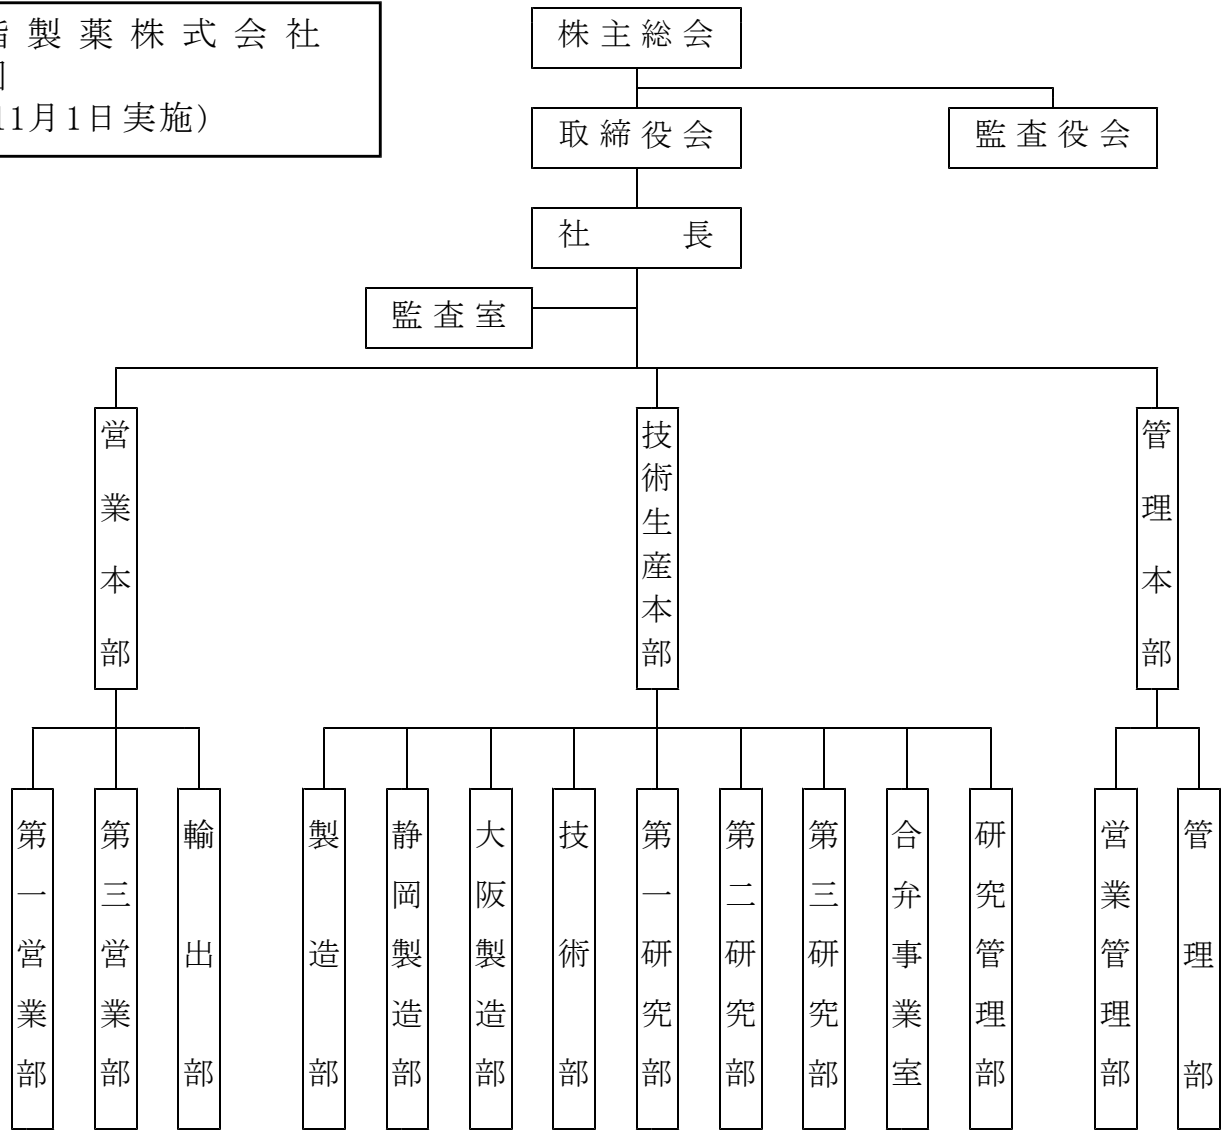 製薬株式会社
11月1日実施）
株主総会
取締役会
監査役会
社長
監査室
営業本部
技術生産本部
管理本部
第一営業部
第三営業部
輸出部
製造部
静岡製造部
大阪製造部
技術部
第一研究部
第二研究部
第三研究部
合弁事業室
研究管理部
営業管理部
管理部